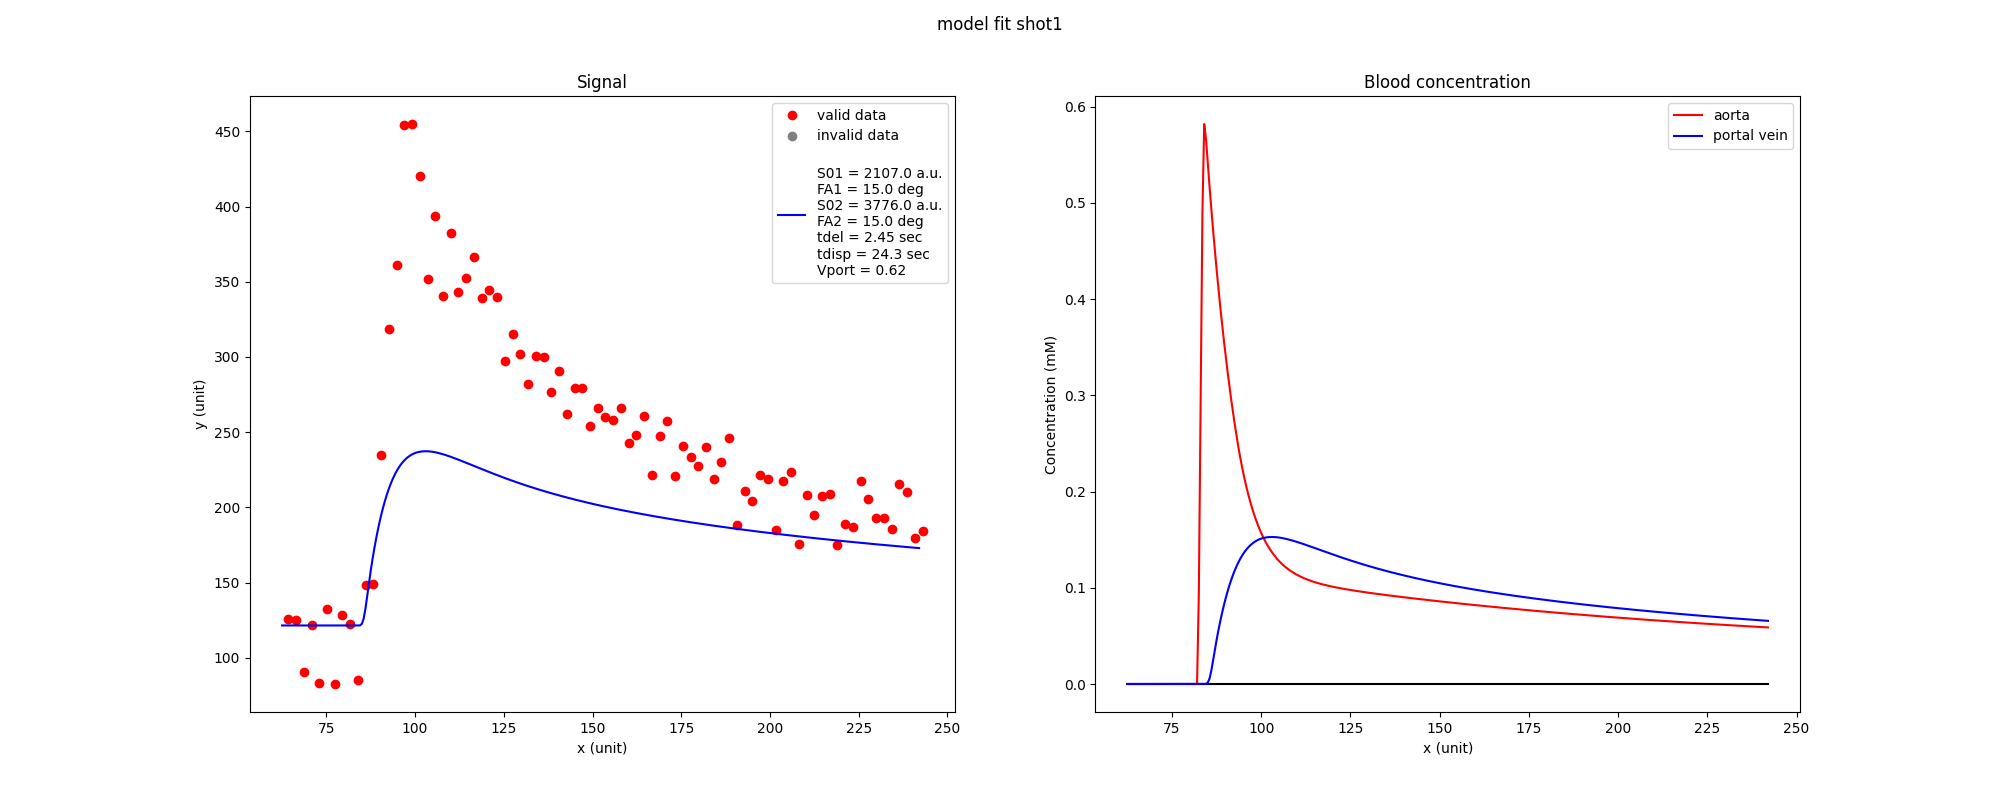 model fit shot1
Signal
450
400
350
300
250
200
150
100
y (unit)
75
100
125
150
175
200
225
250
x (unit)
valid data
invalid data
S01 = 2107.0 a.u.
FA1 = 15.0 deg
S02 = 3776.0 a.u.
FA2 = 15.0 deg
tdel = 2.45 sec
tdisp = 24.3 sec
Vport = 0.62
Blood concentration
0.6
0.5
0.4
0.3
0.2
0.1
0.0
Concentration (mM)
75
100
125
150
175
200
225
250
x (unit)
aorta
portal vein